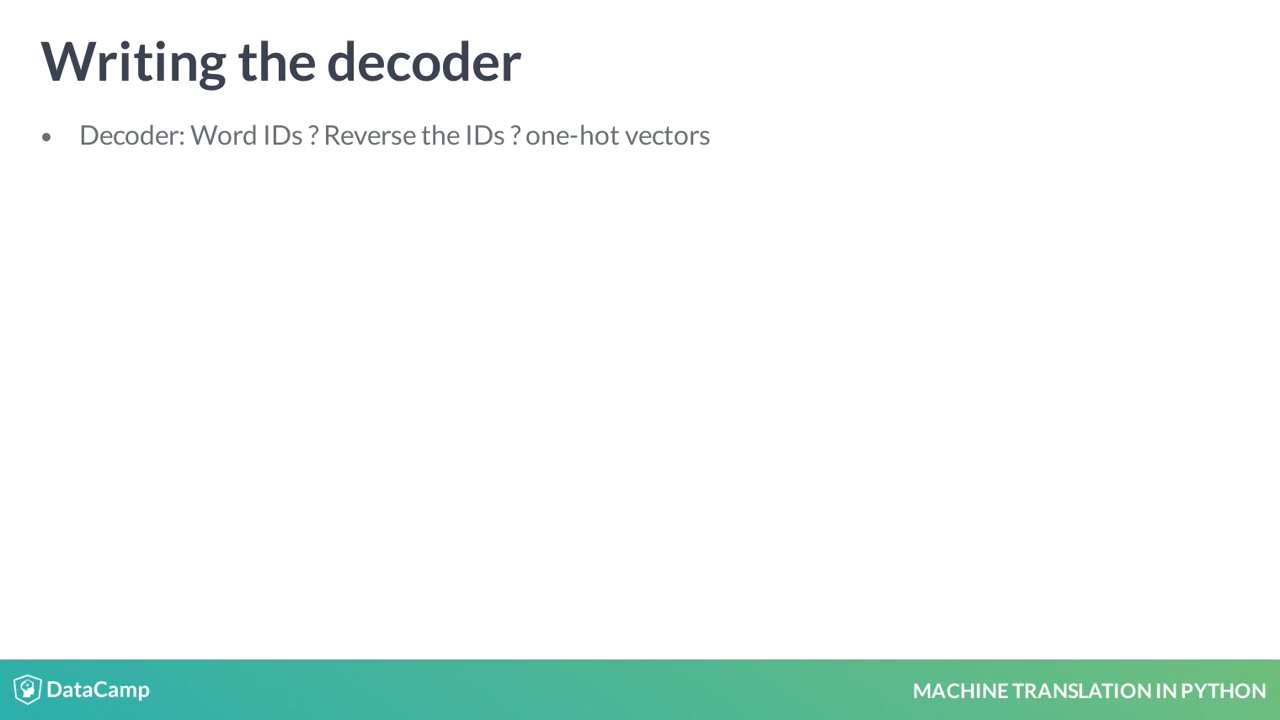 Writing the decoder
• Decoder: Word IDs ? Reverse the IDs ? one-hot vectors
DataCamp
MACHINE TRANSLATION IN PYTHON